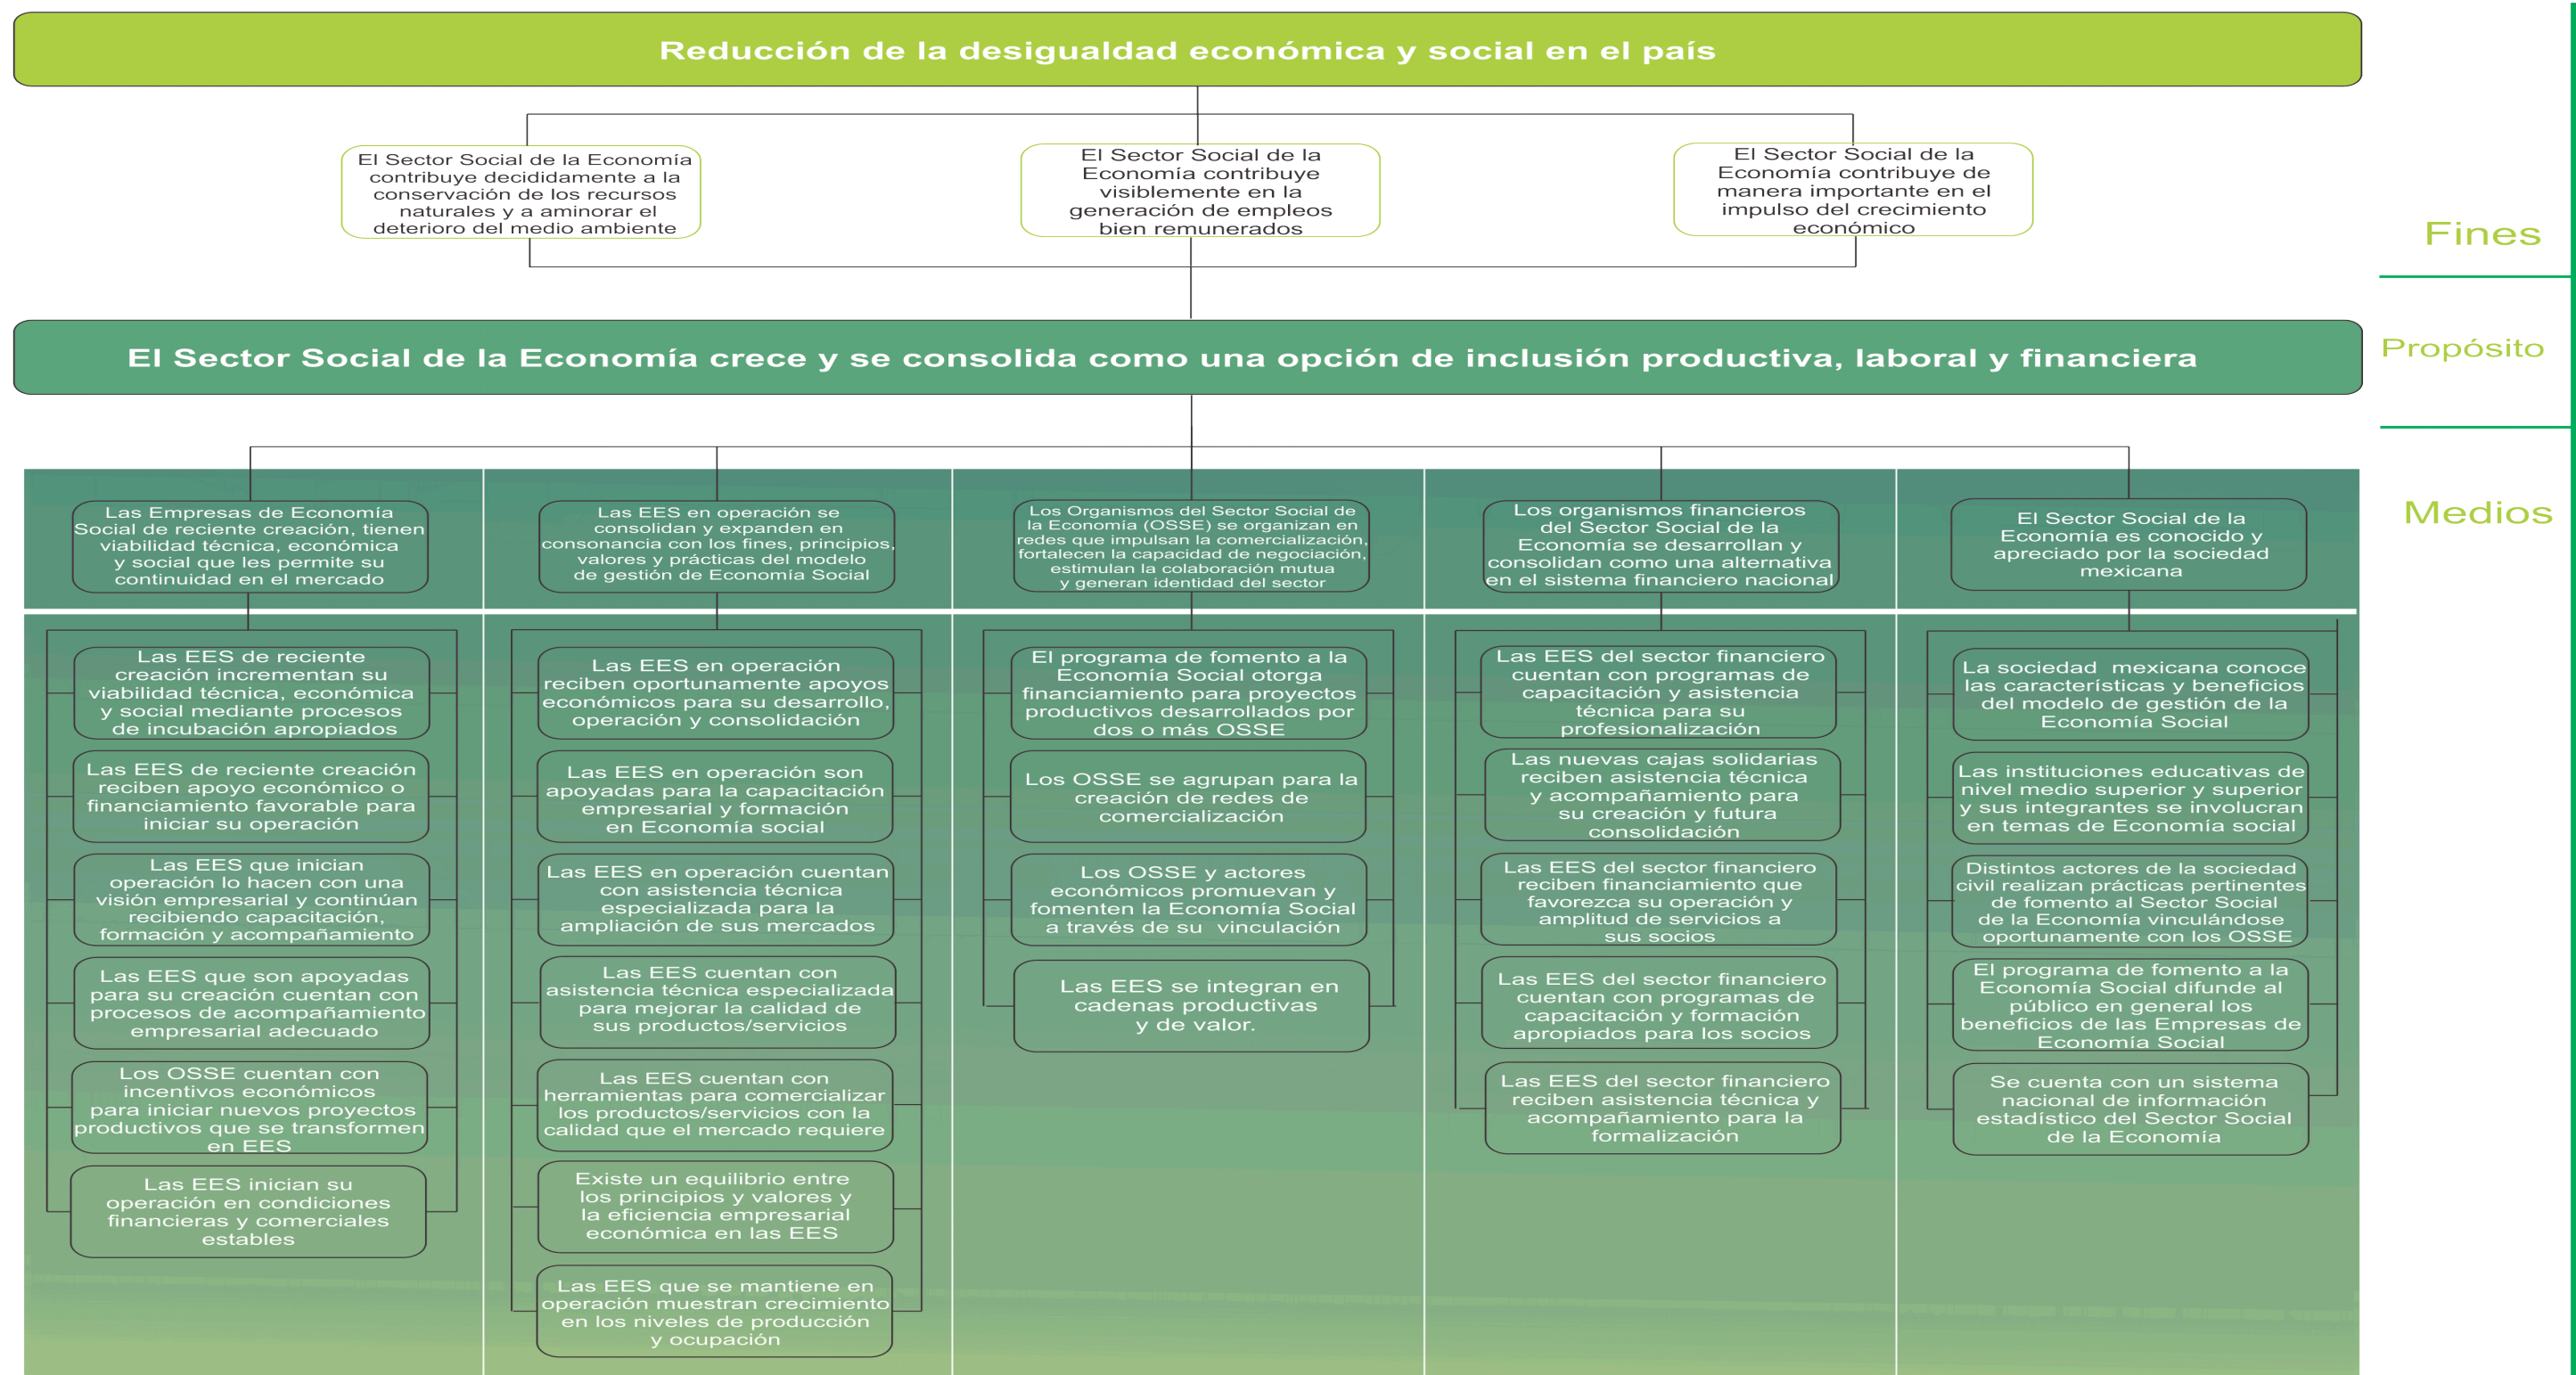 Reducción de la desigualdad económica y social en el país
El Sector Social de la Economía
contribuye decididamente a la
conservación de los recursos
naturales y a aminorar el
deterioro del medio ambiente
El Sector Social de la
Economía contribuye
visiblemente en la
generación de empleos
bien remunerados
El Sector Social de la
Economía contribuye de
manera importante en el
impulso del crecimiento
económico
Fines
El Sector Social de la Economía crece y se consolida como una opción de inclusión productiva, laboral y financiera
Propósito
Medios
Las Empresas de Economía
Social de reciente creación, tienen
viabilidad técnica, económica
y social que les permite su
continuidad en el mercado
Las EES en operación se
consolidan y expanden en
consonancia con los fines, principios,
valores y prácticas del modelo
de gestión de Economía Social
Los Organismos del Sector Social de
la Economía (OSSE) se organizan en
redes que impulsan la comercialización,
fortalecen la capacidad de negociación,
estimulan la colaboración mutua
y generan identidad del sector
Los organismos financieros
del Sector Social de la
Economía se desarrollan y
consolidan como una alternativa
en el sistema financiero nacional
El Sector Social de la
Economía es conocido y
apreciado por la sociedad
mexicana
Las EES de reciente
creación incrementan su
viabilidad técnica, económica
y social mediante procesos
de incubación apropiados
Las EES de reciente creación
reciben apoyo económico o
financiamiento favorable para
iniciar su operación
Las EES que inician
operación lo hacen con una
visión empresarial y continúan
recibiendo capacitación,
formación y acompañamiento
Las EES que son apoyadas
para su creación cuentan con
procesos de acompañamiento
empresarial adecuado
Los OSSE cuentan con
incentivos económicos
para iniciar nuevos proyectos
productivos que se transformen
en EES
Las EES inician su
operación en condiciones
financieras y comerciales
estables
Las EES en operación
reciben oportunamente apoyos
económicos para su desarrollo,
operación y consolidación
Las EES en operación son
apoyadas para la capacitación
empresarial y formación
en Economía social
Las EES en operación cuentan
con asistencia técnica
especializada para la
ampliación de sus mercados
Las EES cuentan con
asistencia técnica especializada
para mejorar la calidad de
sus productos/servicios
Las EES cuentan con
herramientas para comercializar
los productos/servicios con la
calidad que el mercado requiere
Existe un equilibrio entre
los principios y valores y
la eficiencia empresarial
económica en las EES
Las EES que se mantiene en
operación muestran crecimiento
en los niveles de producción
y ocupación
El programa de fomento a la
Economía Social otorga
financiamiento para proyectos
productivos desarrollados por
dos o más OSSE
Los OSSE se agrupan para la
creación de redes de
comercialización
Los OSSE y actores
económicos promuevan y
fomenten la Economía Social
a través de su vinculación
Las EES se integran en
cadenas productivas
y de valor.
Las EES del sector financiero
cuentan con programas de
capacitación y asistencia
técnica para su
profesionalización
Las nuevas cajas solidarias
reciben asistencia técnica
y acompañamiento para
su creación y futura
consolidación
Las EES del sector financiero
reciben financiamiento que
favorezca su operación y
amplitud de servicios a
sus socios
Las EES del sector financiero
cuentan con programas de
capacitación y formación
apropiados para los socios
Las EES del sector financiero
reciben asistencia técnica y
acompañamiento para la
formalización
La sociedad mexicana conoce
las características y beneficios
del modelo de gestión de la
Economía Social
Las instituciones educativas de
nivel medio superior y superior
y sus integrantes se involucran
en temas de Economía social
Distintos actores de la sociedad
civil realizan prácticas pertinentes
de fomento al Sector Social
de la Economía vinculándose
oportunamente con los OSSE
El programa de fomento a la
Economía Social difunde al
público en general los
beneficios de las Empresas de
Economía Social
Se cuenta con un sistema
nacional de información
estadístico del Sector Social
de la Economía